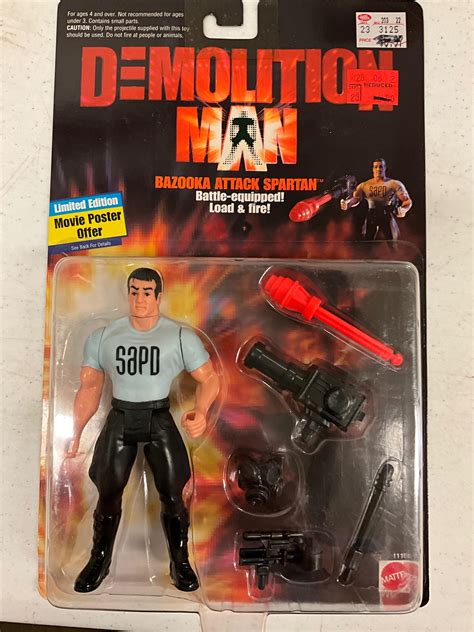 For ages 4 and over. Not recommended for ages
under 3. Contains small parts.
CAUTION: Only the projectile supplied with this toy
should be used. Do not fire at people or animals.
23 3125
PRICE
REDUCED
DEMOLITION
MAN
BAZOOKA ATTACK SPARTAN™
Battle-equipped!
Load & fire!
SAPD
Limited Edition
Movie Poster
Offer
See Back For Details
SAPD
MATTEL